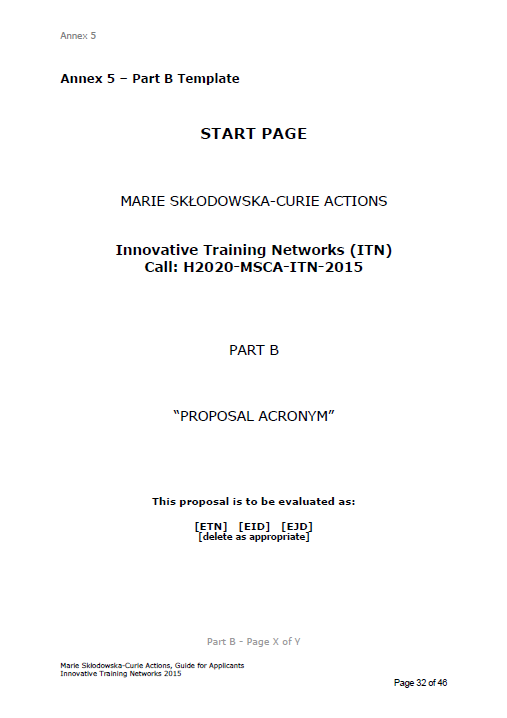 Annex 5
Annex 5 – Part B Template
START PAGE
MARIE SKŁODOWSKA-CURIE ACTIONS
Innovative Training Networks (ITN)
Call: H2020-MSCA-ITN-2015
PART B
“PROPOSAL ACRONYM”
This proposal is to be evaluated as:
[ETN] [EID] [EJD]
[delete as appropriate]
Part B - Page X of Y
Marie Skłodowska-Curie Actions, Guide for Applicants
Innovative Training Networks 2015
Page 32 of 46